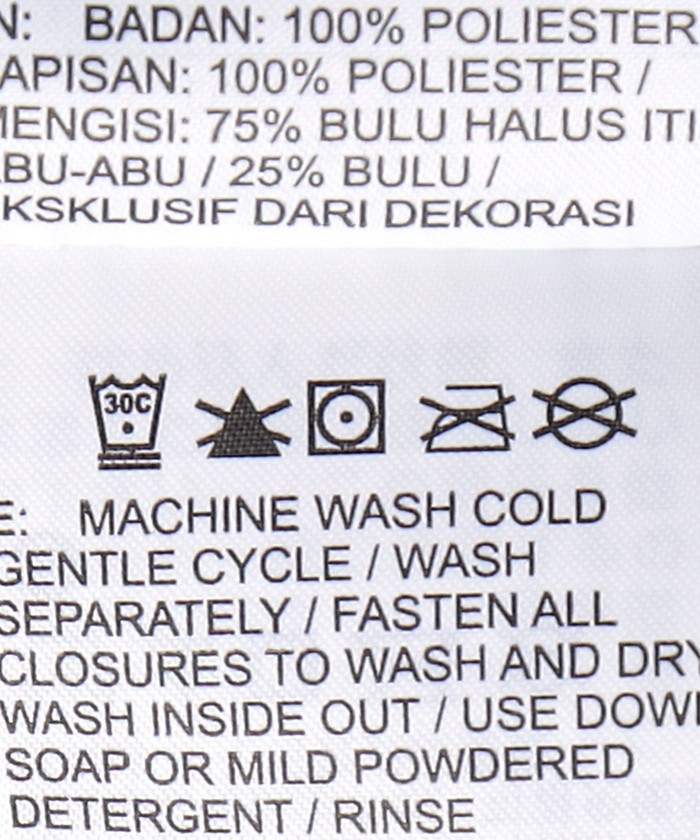 N: BADAN: 100% POLIESTER
APISAN: 100% POLIESTER /
MENGISI: 75% BULU HALUS ITI
ABU-ABU / 25% BULU /
KSKLUSIF DARI DEKORASI
30C
E: MACHINE WASH COLD
GENTLE CYCLE / WASH
SEPARATELY / FASTEN ALL
CLOSURES TO WASH AND DRY
WASH INSIDE OUT / USE DOWN
SOAP OR MILD POWDERED
DETERGENT / RINSE